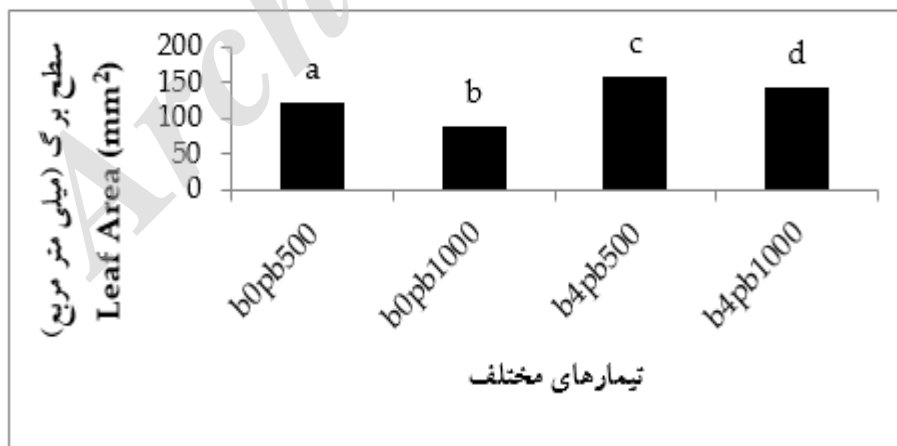 سطح برگ (میلی متر مربع)
Leaf Area (mm²)
200
150
100
50
0
a
b
c
d
b0pb500
b0pb1000
b4pb500
b4pb1000
تیمارهای مختلف
Arch